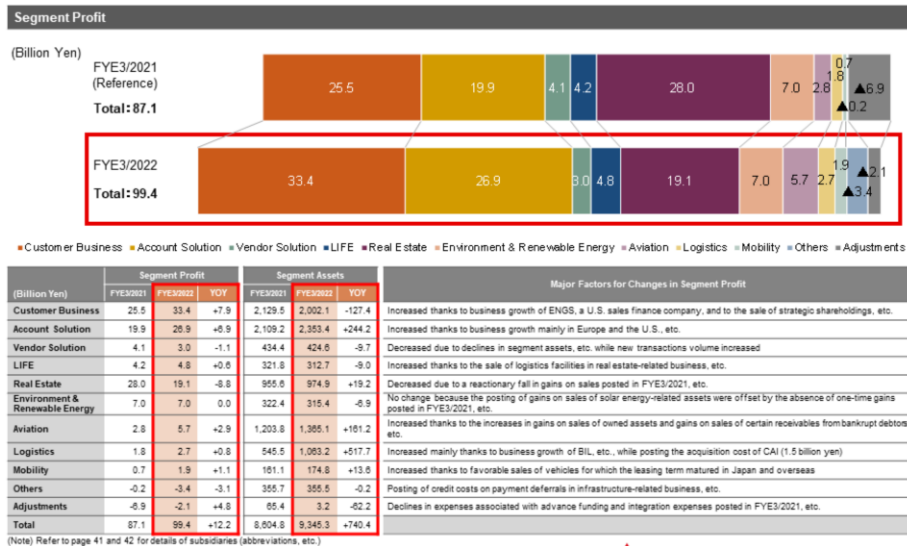 Segment Profit
(Billion Yen)
FYE3/2021
(Reference)
Total:87.1
25.5 19.9 4.1 4.2 28.0 7.0 2.8 1.8 ▲0.2 0.7 ▲6.9
FYE3/2022
Total:99.4
33.4 26.9 3.0 4.8 19.1 7.0 5.7 2.7 1.9 ▲3.4 ▲2.1
Customer Business Account Solution Vendor Solution LIFE Real Estate Environment & Renewable Energy Aviation Logistics Mobility Others Adjustments
Segment Profit Segment Assets Major Factors for Changes in Segment Profit
(Billion Yen) FYE3/2021 FYE3/2022 YOY FYE3/2021 FYE3/2022 YOY
Customer Business 25.5 33.4 +7.9 2,129.5 2,002.1 -127.4 Increased thanks to business growth of ENGS, a U.S. sales finance company, and to the sale of strategic shareholdings, etc.
Account Solution 19.9 26.9 +6.9 2,109.2 2,353.4 +244.2 Increased thanks to business growth mainly in Europe and the U.S., etc.
Vendor Solution 4.1 3.0 -1.1 434.4 424.6 -9.7 Decreased due to declines in segment assets, etc. while new transactions volume increased
LIFE 4.2 4.8 +0.6 321.8 312.7 -9.0 Increased thanks to the sale of logistics facilities in real estate-related business, etc.
Real Estate 28.0 19.1 -8.8 955.6 974.9 +19.2 Decreased due to a reactionary fall in gains on sales posted in FYE3/2021, etc.
Environment &
Renewable Energy 7.0 7.0 0.0 322.4 315.4 -6.9 No change because the posting of gains on sales of solar energy-related assets were offset by the absence of one-time gains
posted in FYE3/2021, etc.
Aviation 2.8 5.7 +2.9 1,203.8 1,365.1 +161.2 Increased thanks to the increases in gains on sales of owned assets and gains on sales of certain receivables from bankrupt debtors,
etc.
Logistics 1.8 2.7 +0.8 545.5 1,063.2 +517.7 Increased mainly thanks to business growth of BIL, etc., while posting the acquisition cost of CAI (1.5 billion yen)
Mobility 0.7 1.9 +1.1 161.1 174.8 +13.6 Increased thanks to favorable sales of vehicles for which the leasing term matured in Japan and overseas
Others -0.2 -3.4 -3.1 355.7 355.5 -0.2 Posting of credit costs on payment deferrals in infrastructure-related business, etc.
Adjustments -6.9 -2.1 +4.8 65.4 3.2 -62.2 Declines in expenses associated with advance funding and integration expenses posted in FYE3/2021, etc.
Total 87.1 99.4 +12.2 8,604.8 9,345.3 +740.4
(Note) Refer to page 41 and 42 for details of subsidiaries (abbreviations, etc.)